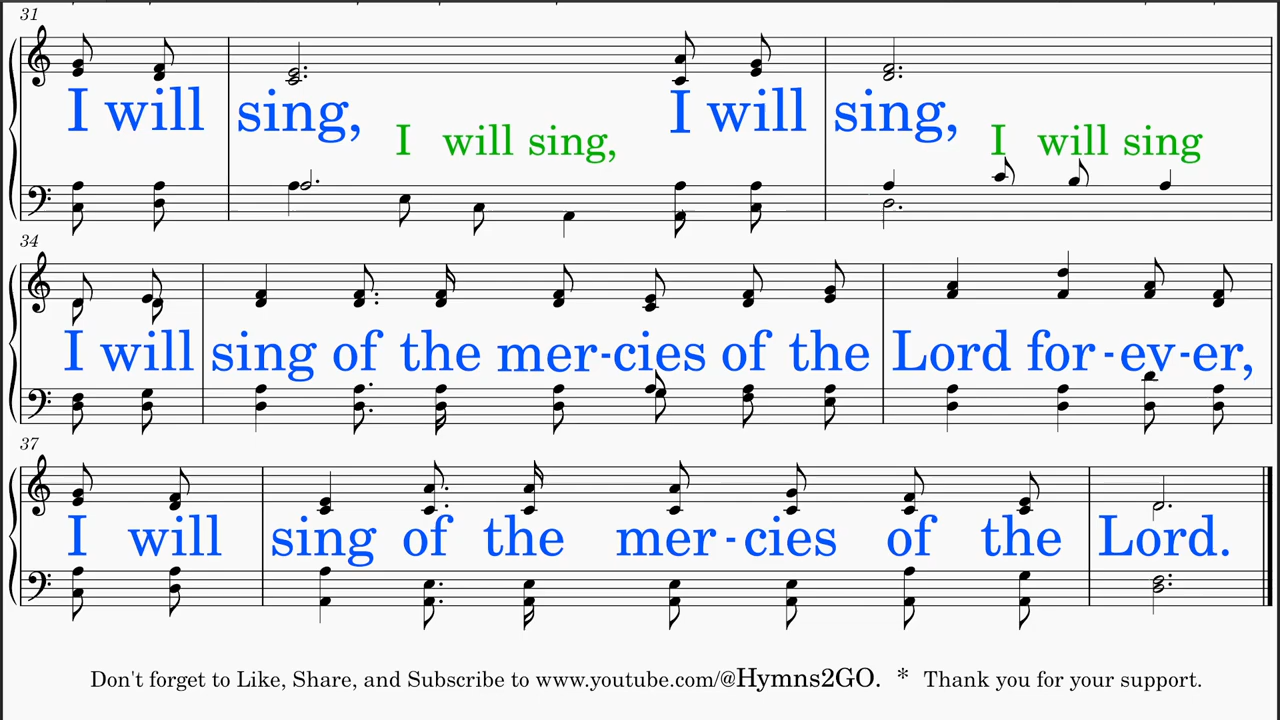 31
I will sing, I will sing,
I will sing, I will sing
34
I will sing of the mer-cies of the Lord for-ev-er,
37
I will sing of the mer-cies of the Lord.
Don't forget to Like, Share, and Subscribe to www.youtube.com/@Hymns2GO. * Thank you for your support.